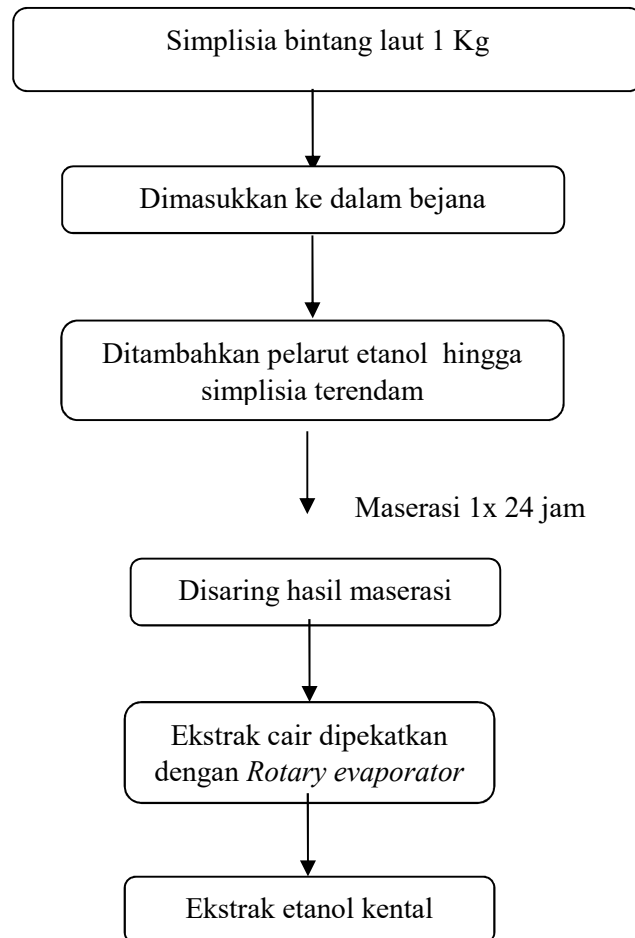 Simplisia bintang laut 1 Kg
Dimasukkan ke dalam bejana
Ditambahkan pelarut etanol hingga
simplisia terendam
Maserasi 1x 24 jam
Disaring hasil maserasi
Ekstrak cair dipekatkan
dengan Rotary evaporator
Ekstrak etanol kental